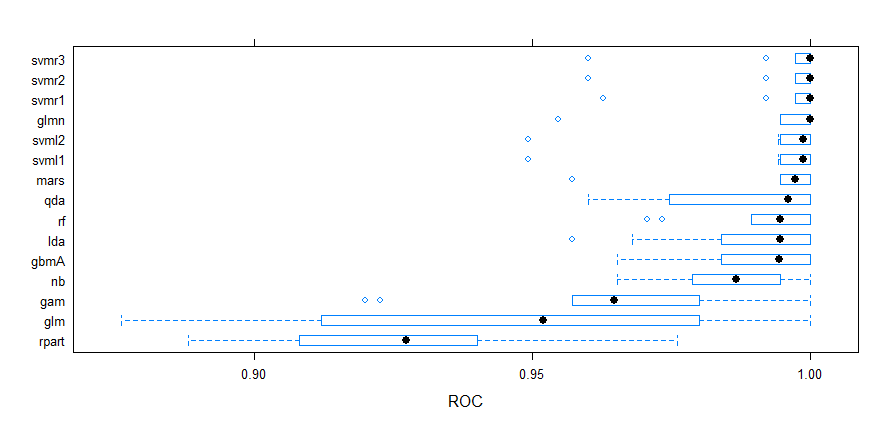 svmr3
svmr2
svmr1
glmn
svml2
svml1
mars
qda
rf
lda
gbmA
nb
gam
glm
rpart
0.90 0.95 1.00
ROC